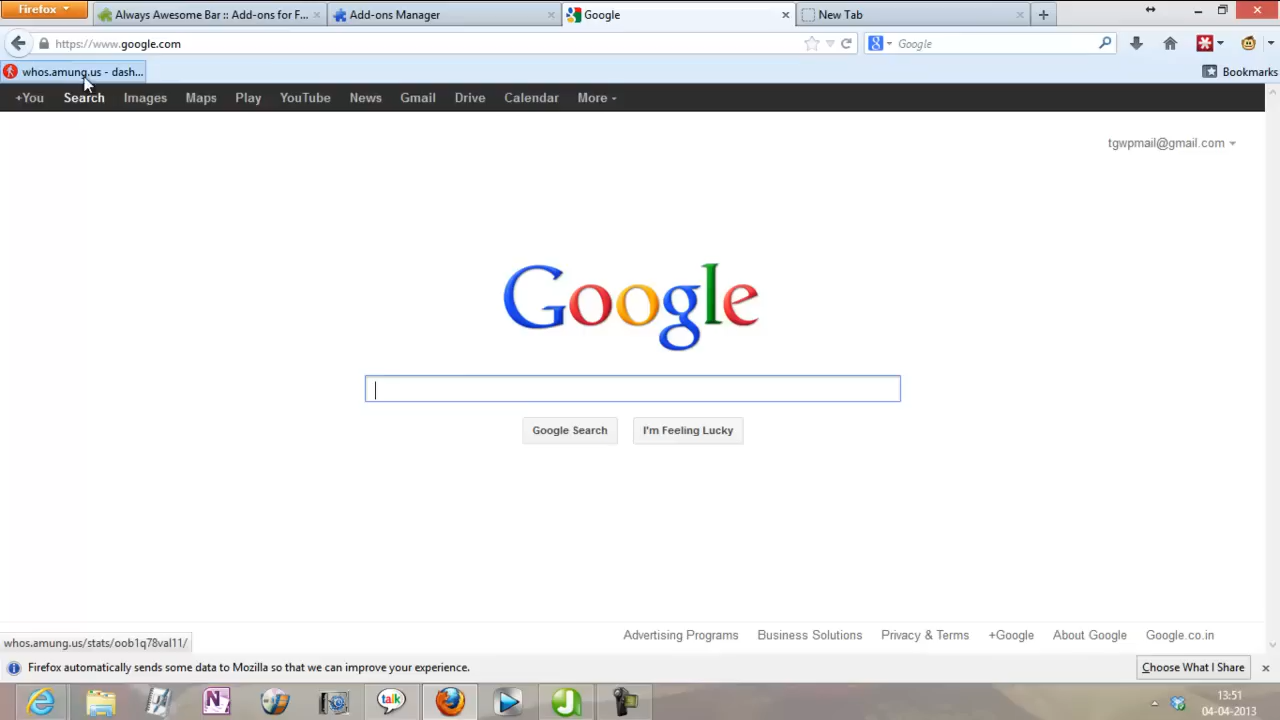 Firefox
Always Awesome Bar :: Add-ons for F...
Add-ons Manager
Google
New Tab
https://www.google.com
Google
whos.amung.us - dash...
Bookmarks
+You Search Images Maps Play YouTube News Gmail Drive Calendar More
tgwpmail@gmail.com
Google
Google Search
I'm Feeling Lucky
whos.amung.us/stats/oob1q78val11/
Advertising Programs Business Solutions Privacy & Terms +Google About Google Google.co.in
Firefox automatically sends some data to Mozilla so that we can improve your experience.
Choose What I Share
talk
13:51
04-04-2013